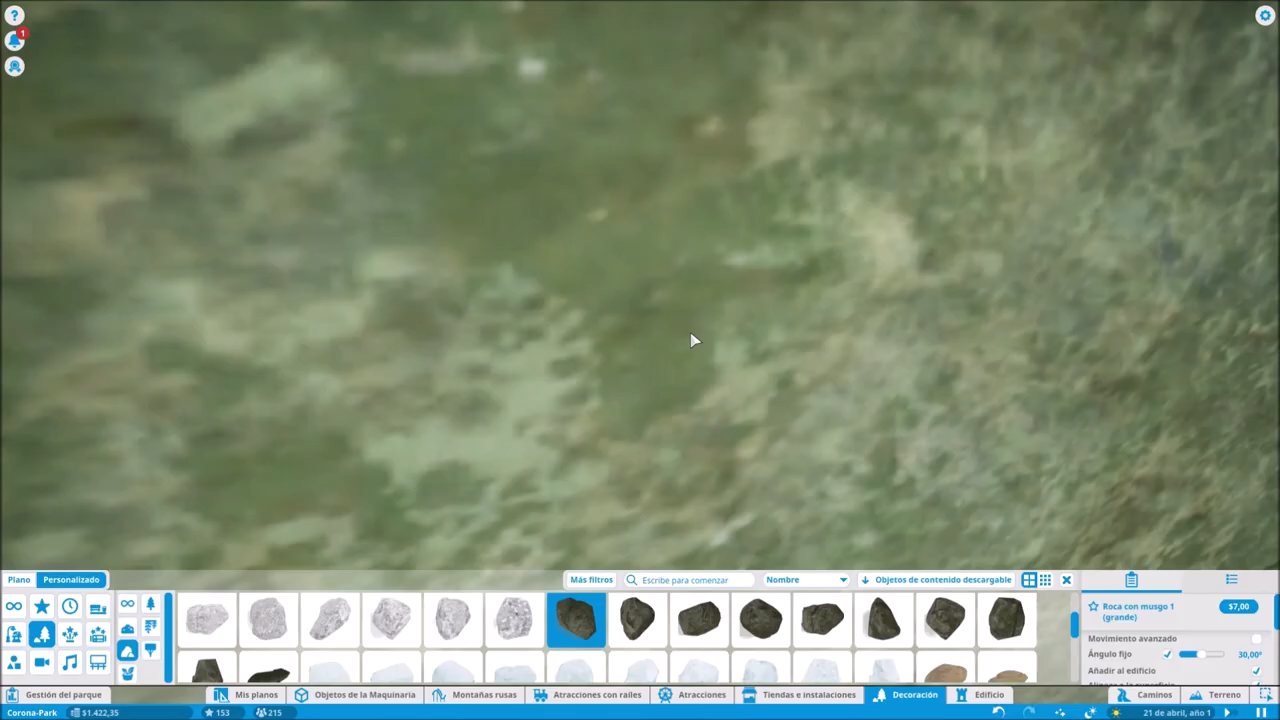 ?
1
Plano
Personalizado
Más filtros
Escribe para comenzar
Nombre
Objetos de contenido descargable
Roca con musgo 1
(grande)
$7,00
Movimiento avanzado
Ángulo fijo
30,00°
Añadir al edificio
Gestión del parque
Mis planos
Objetos de la Maquinaria
Montañas rusas
Atracciones con raíles
Atracciones
Tiendas e instalaciones
Decoración
Edificio
Caminos
Terreno
Corona-Park
$1.422,35
153
215
21 de abril, año 1